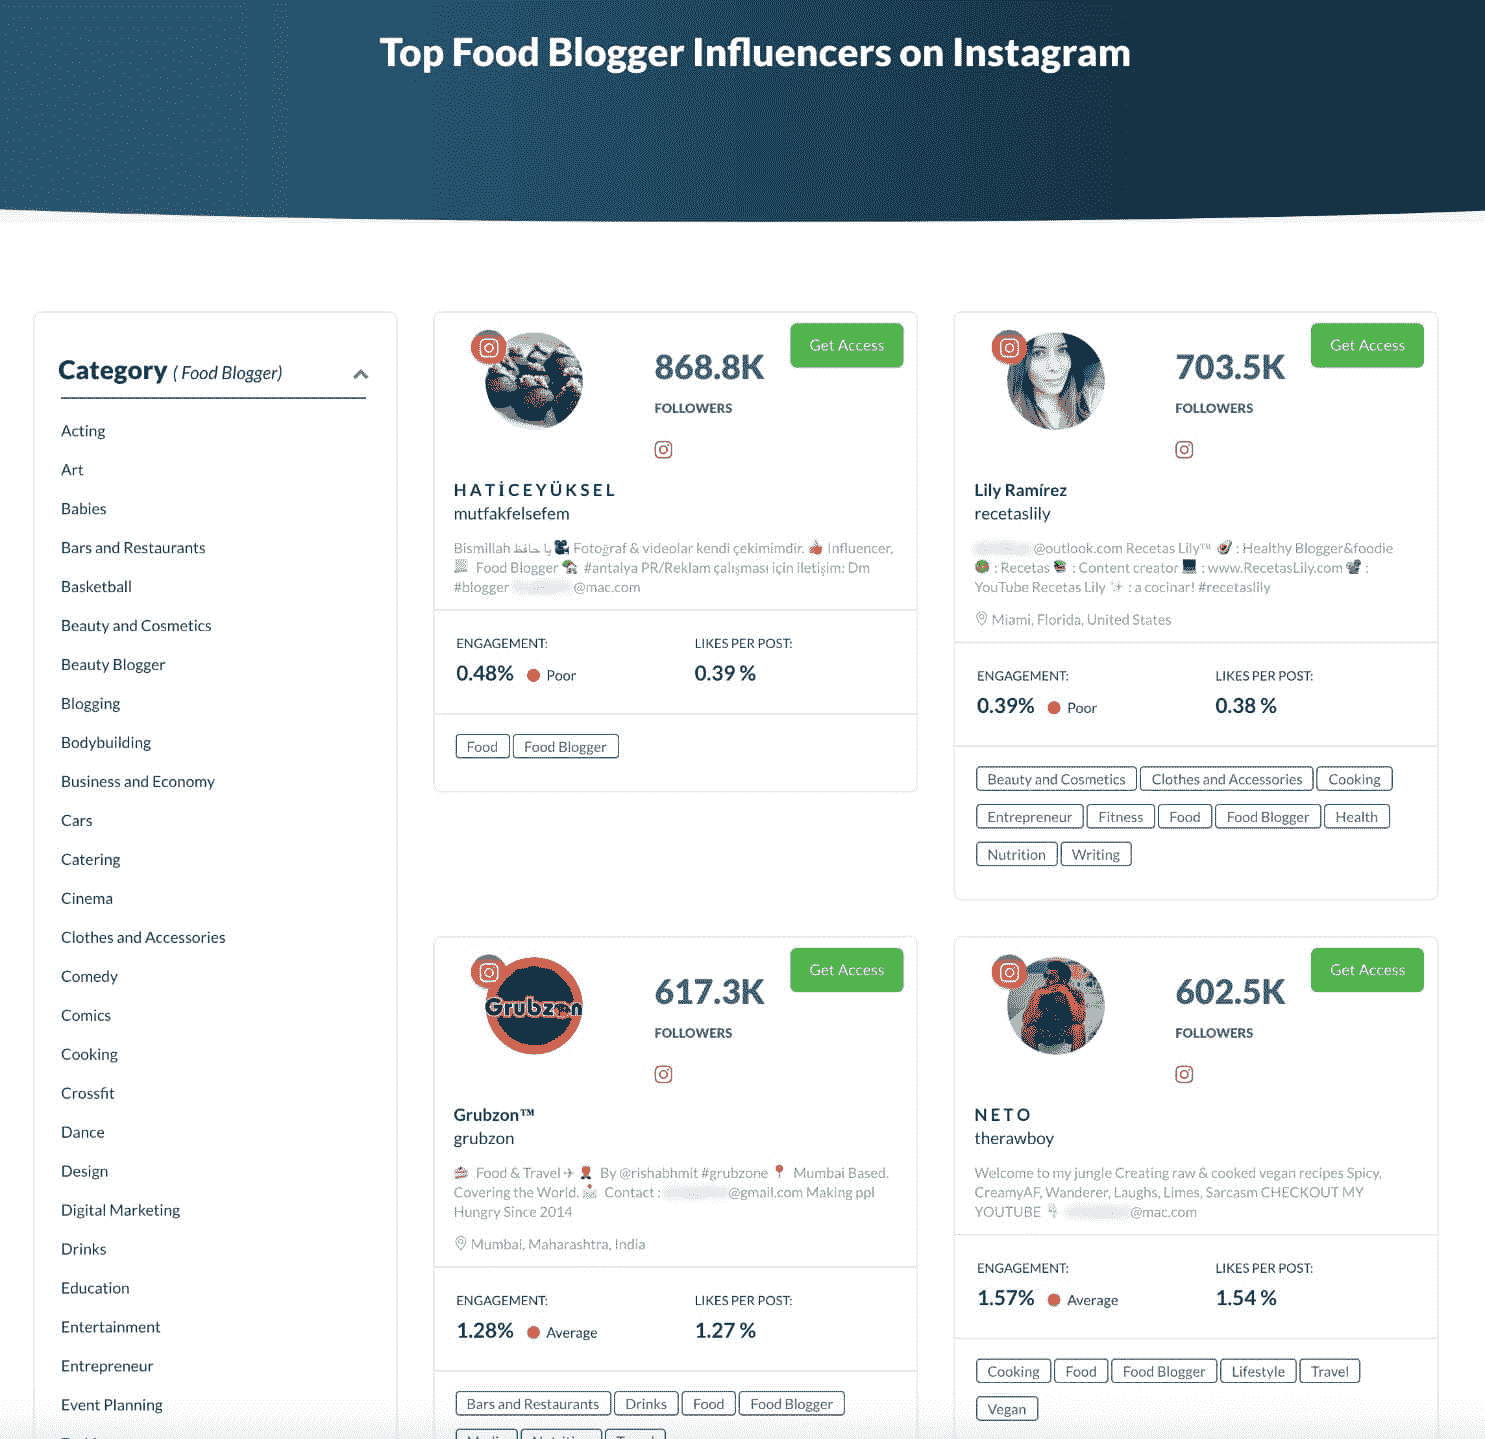 Top Food Blogger Influencers on Instagram
Category ( Food Blogger)
Acting
Art
Babies
Bars and Restaurants
Basketball
Beauty and Cosmetics
Beauty Blogger
Blogging
Bodybuilding
Business and Economy
Cars
Catering
Cinema
Clothes and Accessories
Comedy
Comics
Cooking
Crossfit
Dance
Design
Digital Marketing
Drinks
Education
Entertainment
Entrepreneur
Event Planning
868.8K
Get Access
FOLLOWERS
HATİCEYÜKSEL
mutfakfelsefem
Bismillah يا حافظ Fotoğraf & videolar kendi çekimimdir. Influencer,
Food Blogger #antalya PR/Reklam çalışması için iletişim: Dm
#blogger @mac.com
ENGAGEMENT: LIKES PER POST:
0.48% Poor 0.39 %
Food Food Blogger
703.5K
Get Access
FOLLOWERS
Lily Ramírez
recetaslily
@outlook.com Recetas Lily™ : Healthy Blogger&foodie
: Recetas : Content creator : www.RecetasLily.com :
YouTube Recetas Lily : a cocinar! #recetaslily
Miami, Florida, United States
ENGAGEMENT: LIKES PER POST:
0.39% Poor 0.38 %
Beauty and Cosmetics Clothes and Accessories Cooking
Entrepreneur Fitness Food Food Blogger Health
Nutrition Writing
617.3K
Get Access
FOLLOWERS
Grubzon
Grubzon™
grubzon
Food & Travel ✈ By @rishabhmit #grubzone Mumbai Based.
Covering the World. Contact : @gmail.com Making ppl
Hungry Since 2014
Mumbai, Maharashtra, India
ENGAGEMENT: LIKES PER POST:
1.28% Average 1.27 %
Bars and Restaurants Drinks Food Food Blogger
602.5K
Get Access
FOLLOWERS
NETO
therawboy
Welcome to my jungle Creating raw & cooked vegan recipes Spicy,
CreamyAF, Wanderer, Laughs, Limes, Sarcasm CHECKOUT MY
YOUTUBE @mac.com
ENGAGEMENT: LIKES PER POST:
1.57% Average 1.54 %
Cooking Food Food Blogger Lifestyle Travel
Vegan